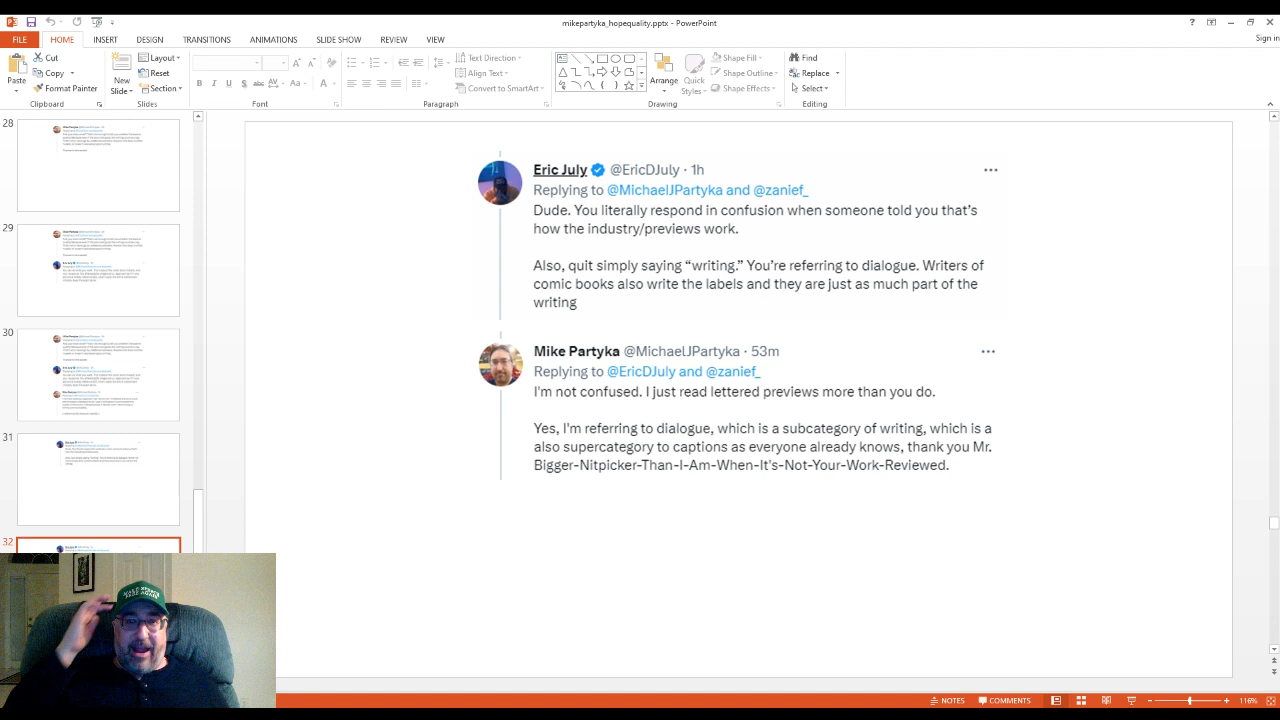 mikepartyka_hopequality.pptx - PowerPoint
Sign in
FILE HOME INSERT DESIGN TRANSITIONS ANIMATIONS SLIDE SHOW REVIEW VIEW
Paste
Cut
Copy
Format Painter
Clipboard
New
Slide
Layout
Reset
Section
Slides
B I U S abc AV Aa A
Font
Paragraph
Text Direction
Align Text
Convert to SmartArt
Arrange
Quick
Styles
Drawing
Shape Fill
Shape Outline
Shape Effects
Find
Replace
Select
Editing
28
29
30
31
32
Eric July @EricDJuly · 1h
Replying to @MichaelJPartyka and @zanief_
Dude. You literally respond in confusion when someone told you that's
how the industry/previews work.
Also, quit simply saying “writing.” You're referring to dialogue. Writers of
comic books also write the labels and they are just as much part of the
writing
Mike Partyka @MichaelJPartyka · 53m
Replying to @EricDJuly and @zanief_
I'm not confused. I just read lettered previews more than you do.
Yes, I'm referring to dialogue, which is a subcategory of writing, which is a
lso supercategory to captions as everyone already knows, thank you Mr.
Bigger-Nitpicker-Than-I-Am-When-It's-Not-Your-Work-Reviewed.
NOTES COMMENTS 116%